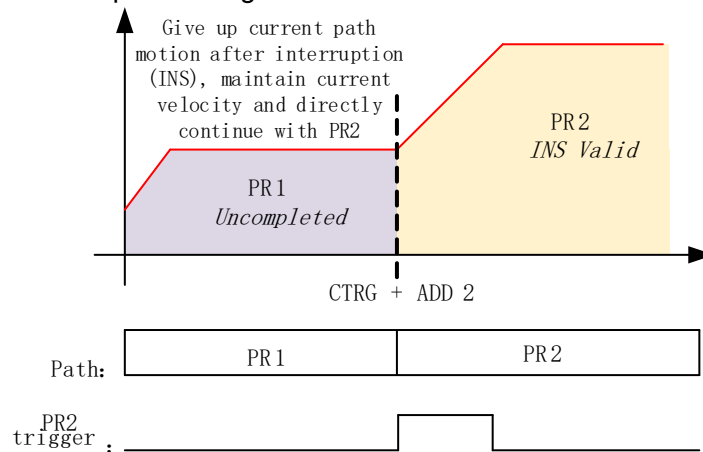 Give up current path
motion after interruption
(INS), maintain current
velocity and directly
continue with PR2
PR2
INS Valid
PR1
Uncompleted
CTRG + ADD 2
Path: PR1 PR2
PR2
trigger :